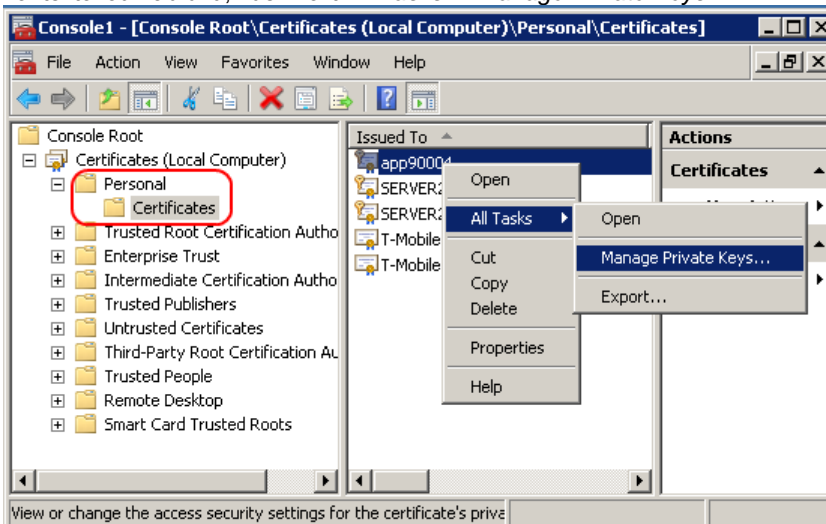 Console1 - [Console Root\Certificates (Local Computer)\Personal\Certificates]
File Action View Favorites Window Help
Console Root
Certificates (Local Computer)
Personal
Certificates
Trusted Root Certification Autho
Enterprise Trust
Intermediate Certification Autho
Trusted Publishers
Untrusted Certificates
Third-Party Root Certification Au
Trusted People
Remote Desktop
Smart Card Trusted Roots
Issued To
app90004
SERVER2
SERVER2
T-Mobile
T-Mobile
Open
All Tasks
Cut
Copy
Delete
Properties
Help
Open
Manage Private Keys...
Export...
Actions
Certificates
View or change the access security settings for the certificate's priva